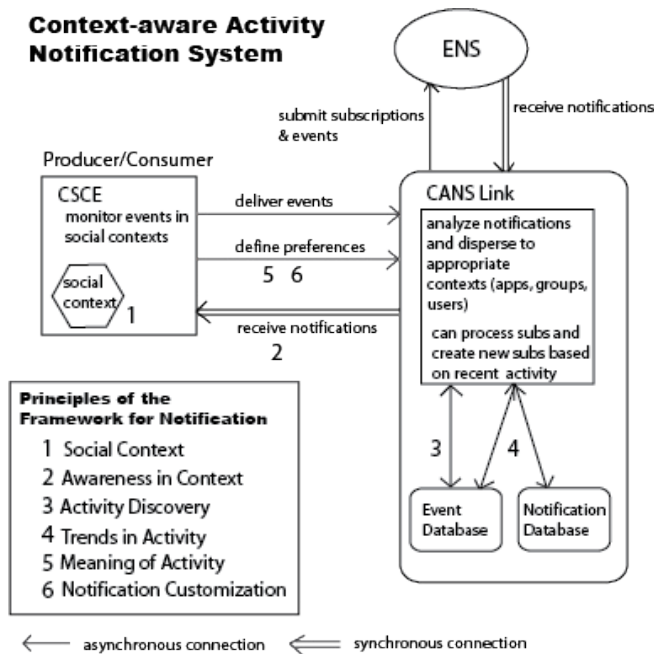 Context-aware Activity
Notification System
ENS
submit subscriptions
& events
receive notifications
Producer/Consumer
CSCE
monitor events in
social contexts
social
context
1
deliver events
define preferences
5 6
receive notifications
2
CANS Link
analyze notifications
and disperse to
appropriate
contexts (apps, groups,
users)
can process subs and
create new subs based
on recent activity
3
4
Event
Database
Notification
Database
Principles of the
Framework for Notification
1 Social Context
2 Awareness in Context
3 Activity Discovery
4 Trends in Activity
5 Meaning of Activity
6 Notification Customization
asynchronous connection
synchronous connection